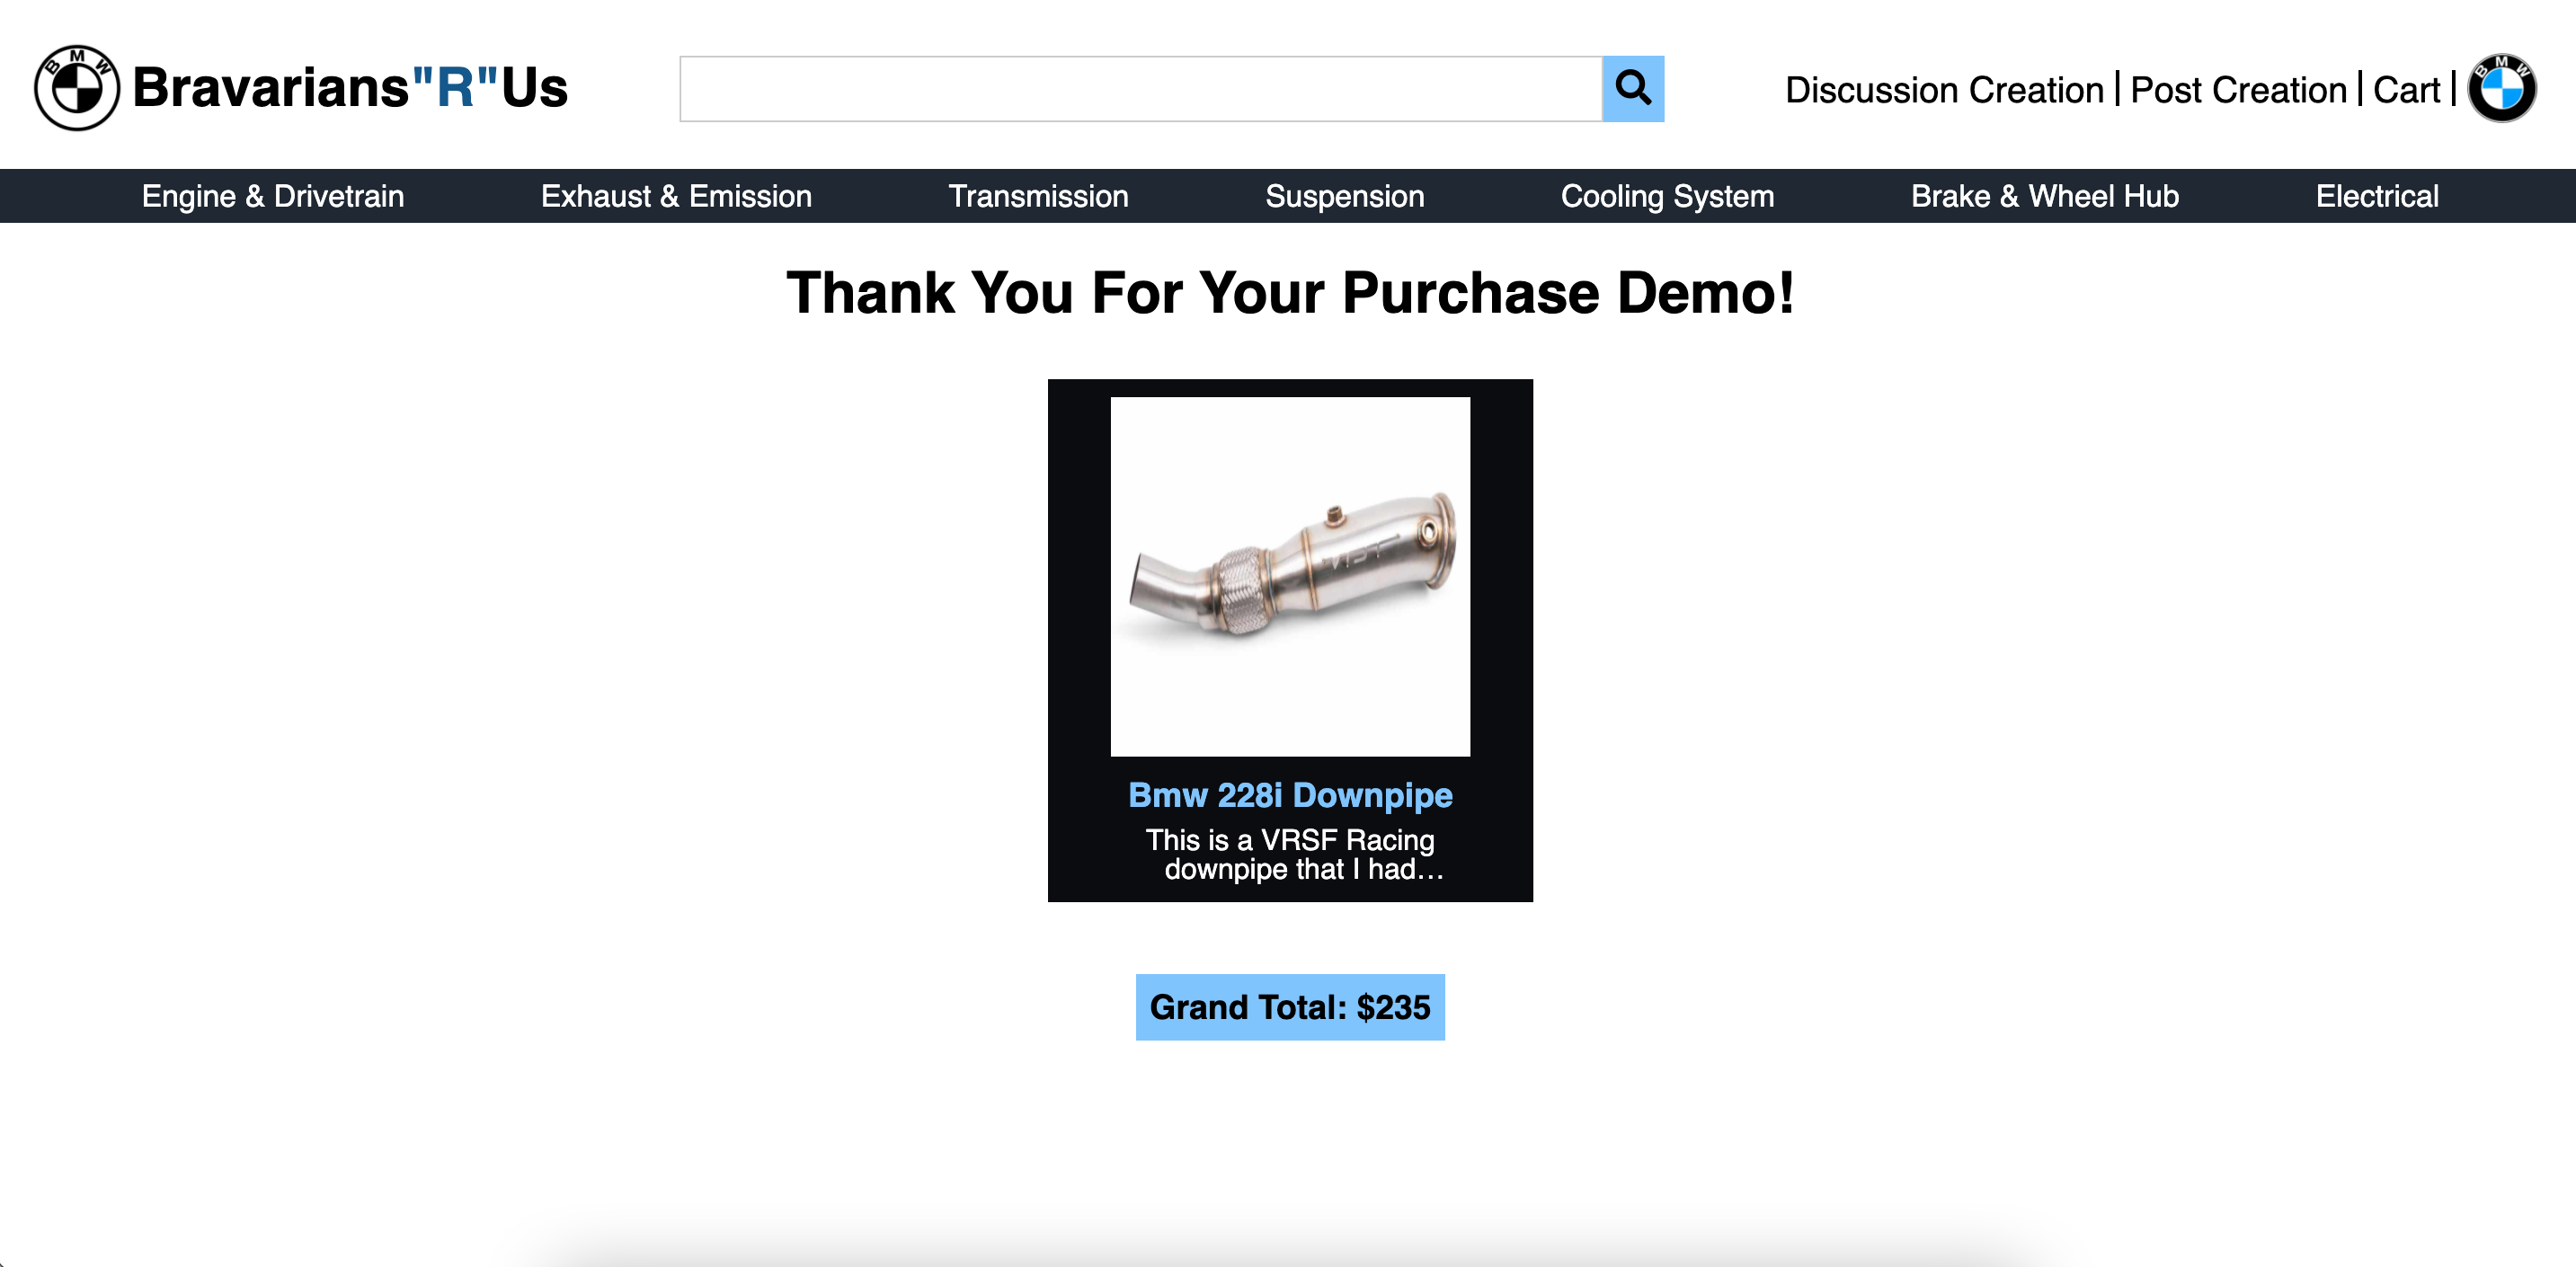 BMW
Bravarians"R"Us
Discussion Creation | Post Creation | Cart |
BMW
Engine & Drivetrain
Exhaust & Emission
Transmission
Suspension
Cooling System
Brake & Wheel Hub
Electrical
Thank You For Your Purchase Demo!
Bmw 228i Downpipe
This is a VRSF Racing
downpipe that I had...
Grand Total: $235